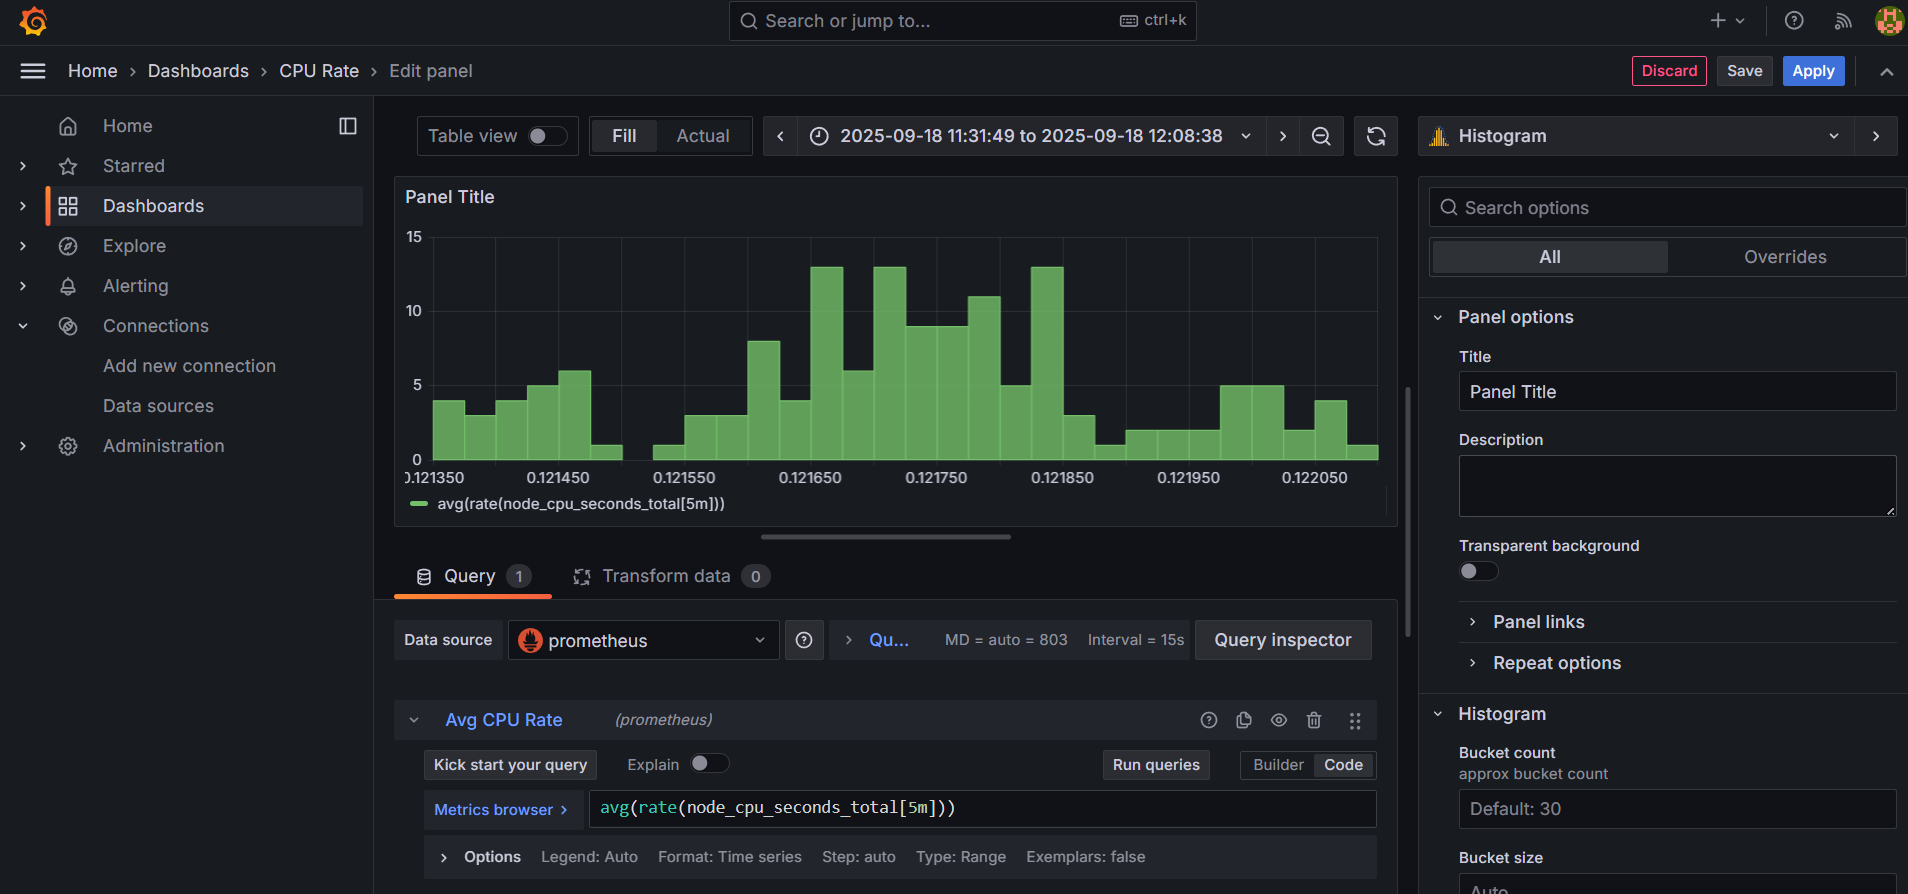 Search or jump to... ctrl+k
Home › Dashboards › CPU Rate › Edit panel
Discard Save Apply
Home
Starred
Dashboards
Explore
Alerting
Connections
Add new connection
Data sources
Administration
Table view Fill Actual 2025-09-18 11:31:49 to 2025-09-18 12:08:38
Panel Title
15
10
5
0
0.121350 0.121450 0.121550 0.121650 0.121750 0.121850 0.121950 0.122050
avg(rate(node_cpu_seconds_total[5m]))
Query 1 Transform data 0
Data source prometheus Qu... MD = auto = 803 Interval = 15s Query inspector
Avg CPU Rate (prometheus)
Kick start your query Explain Run queries Builder Code
Metrics browser > avg(rate(node_cpu_seconds_total[5m]))
Options Legend: Auto Format: Time series Step: auto Type: Range Exemplars: false
Histogram
Search options
All Overrides
Panel options
Title
Panel Title
Description
Transparent background
Panel links
Repeat options
Histogram
Bucket count
approx bucket count
Default: 30
Bucket size
Auto